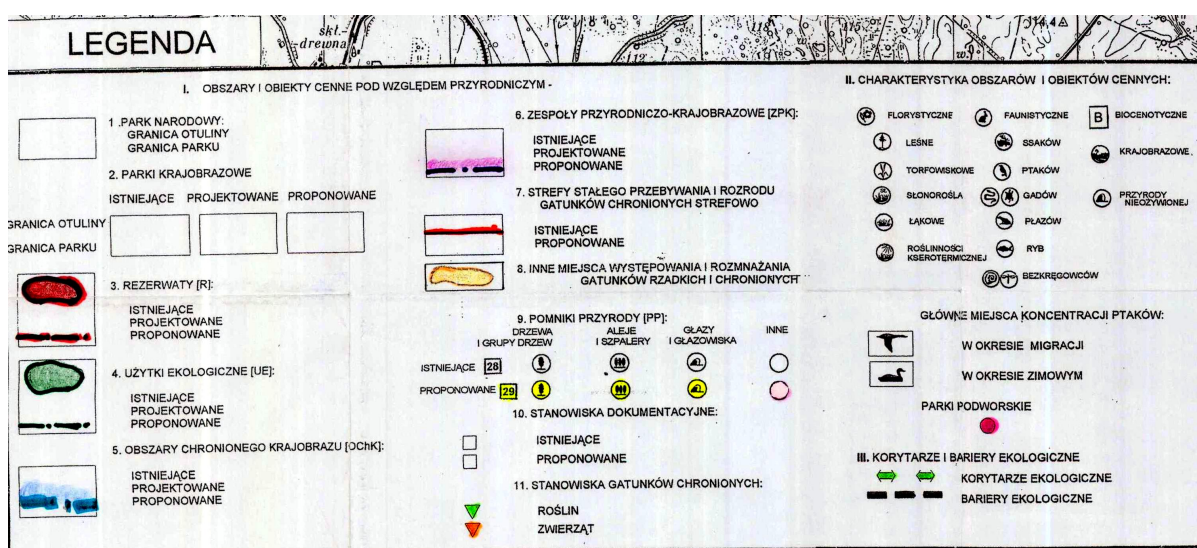 LEGENDA
skł.-
drewna
118
115
114.4
112
w.
I. OBSZARY I OBIEKTY CENNE POD WZGLĘDEM PRZYRODNICZYM -
1 .PARK NARODOWY:
GRANICA OTULINY
GRANICA PARKU
2. PARKI KRAJOBRAZOWE
ISTNIEJĄCE PROJEKTOWANE PROPONOWANE
GRANICA OTULINY
GRANICA PARKU
3. REZERWATY [R]:
ISTNIEJĄCE
PROJEKTOWANE
PROPONOWANE
4. UŻYTKI EKOLOGICZNE [UE]:
ISTNIEJĄCE
PROJEKTOWANE
PROPONOWANE
5. OBSZARY CHRONIONEGO KRAJOBRAZU [OChK]:
ISTNIEJĄCE
PROJEKTOWANE
PROPONOWANE
6. ZESPOŁY PRZYRODNICZO-KRAJOBRAZOWE [ZPK]:
ISTNIEJĄCE
PROJEKTOWANE
PROPONOWANE
7. STREFY STAŁEGO PRZEBYWANIA I ROZRODU
GATUNKÓW CHRONIONYCH STREFOWO
ISTNIEJĄCE
PROPONOWANE
8. INNE MIEJSCA WYSTĘPOWANIA I ROZMNAŻANIA
GATUNKÓW RZADKICH I CHRONIONYCH
9. POMNIKI PRZYRODY [PP]:
DRZEWA ALEJE GŁAZY INNE
I GRUPY DRZEW I SZPALERY I GŁAZOWISKA
ISTNIEJĄCE 28
PROPONOWANE 29
10. STANOWISKA DOKUMENTACYJNE:
ISTNIEJĄCE
PROPONOWANE
11. STANOWISKA GATUNKÓW CHRONIONYCH:
ROŚLIN
ZWIERZĄT
II. CHARAKTERYSTYKA OBSZARÓW I OBIEKTÓW CENNYCH:
FLORYSTYCZNE FAUNISTYCZNE B BIOCENOTYCZNE
LEŚNE SSAKÓW KRAJOBRAZOWE
TORFOWISKOWE PTAKÓW
SŁONOROŚLA GADÓW PRZYRODY
NIEOŻYWIONEJ
ŁĄKOWE PŁAZÓW
ROŚLINNOŚCI RYB
KSEROTERMICZNEJ
BEZKRĘGOWCÓW
GŁÓWNE MIEJSCA KONCENTRACJI PTAKÓW:
W OKRESIE MIGRACJI
W OKRESIE ZIMOWYM
PARKI PODWORSKIE
III. KORYTARZE I BARIERY EKOLOGICZNE
KORYTARZE EKOLOGICZNE
BARIERY EKOLOGICZNE